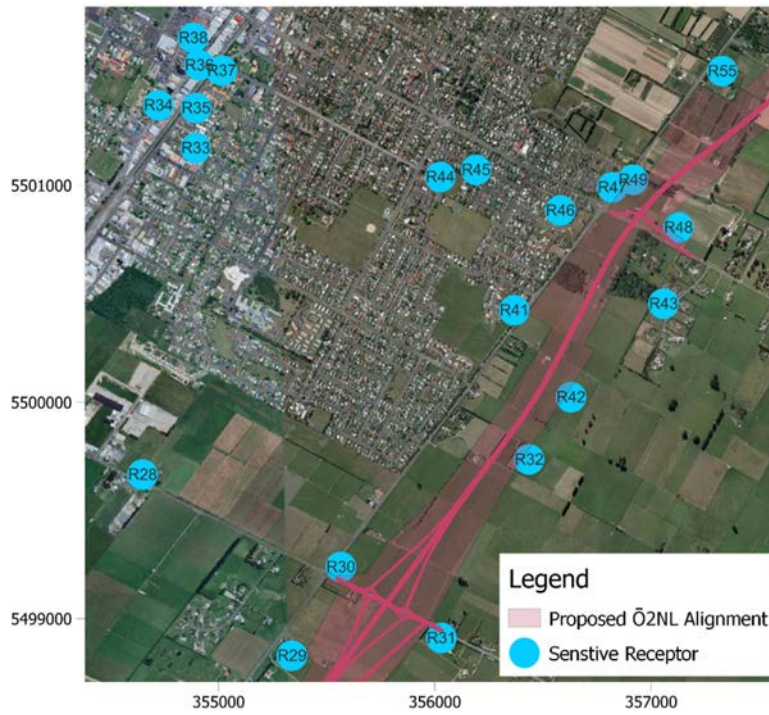 R38
R36
R37
R55
R34
R35
R33
R44
R45
R47
R49
R46
R48
R41
R43
R42
R32
R28
R30
R31
R29
5501000
5500000
5499000
355000
356000
357000
Legend
Proposed Ō2NL Alignment
Senstive Receptor